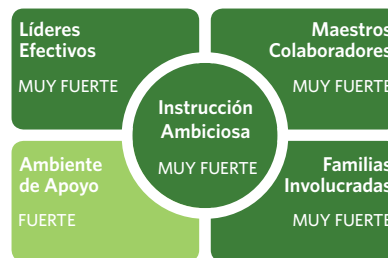 Líderes
Efectivos
MUY FUERTE
Maestros
Colaboradores
MUY FUERTE
Instrucción
Ambiciosa
MUY FUERTE
Ambiente
de Apoyo
FUERTE
Familias
Involucradas
MUY FUERTE